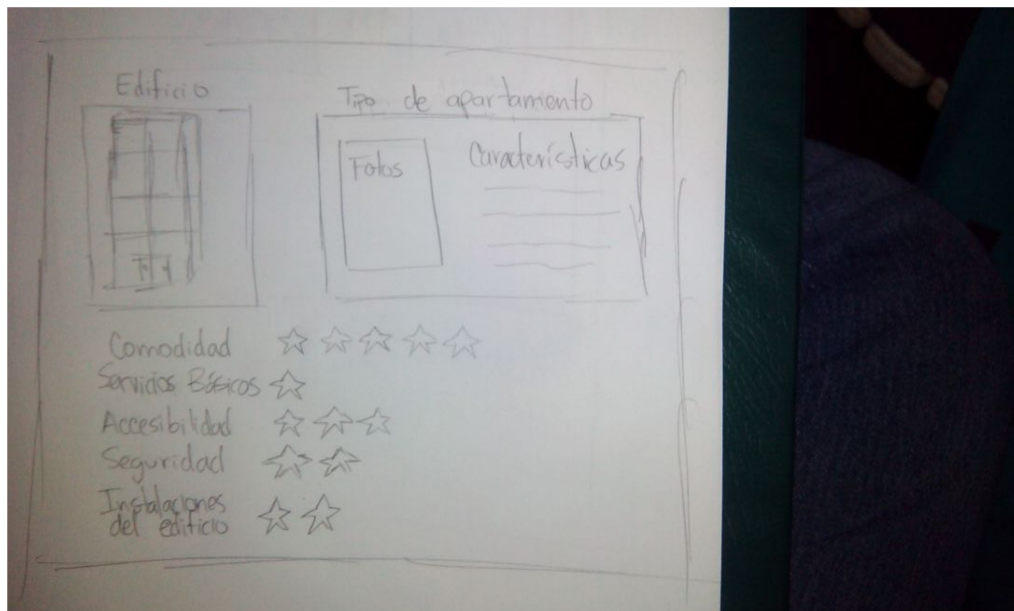 Edificio
Tipo de apartamento
Fotos
Características
Comodidad
Servicios Básicos
Accesibilidad
Seguridad
Instalaciones
del edificio